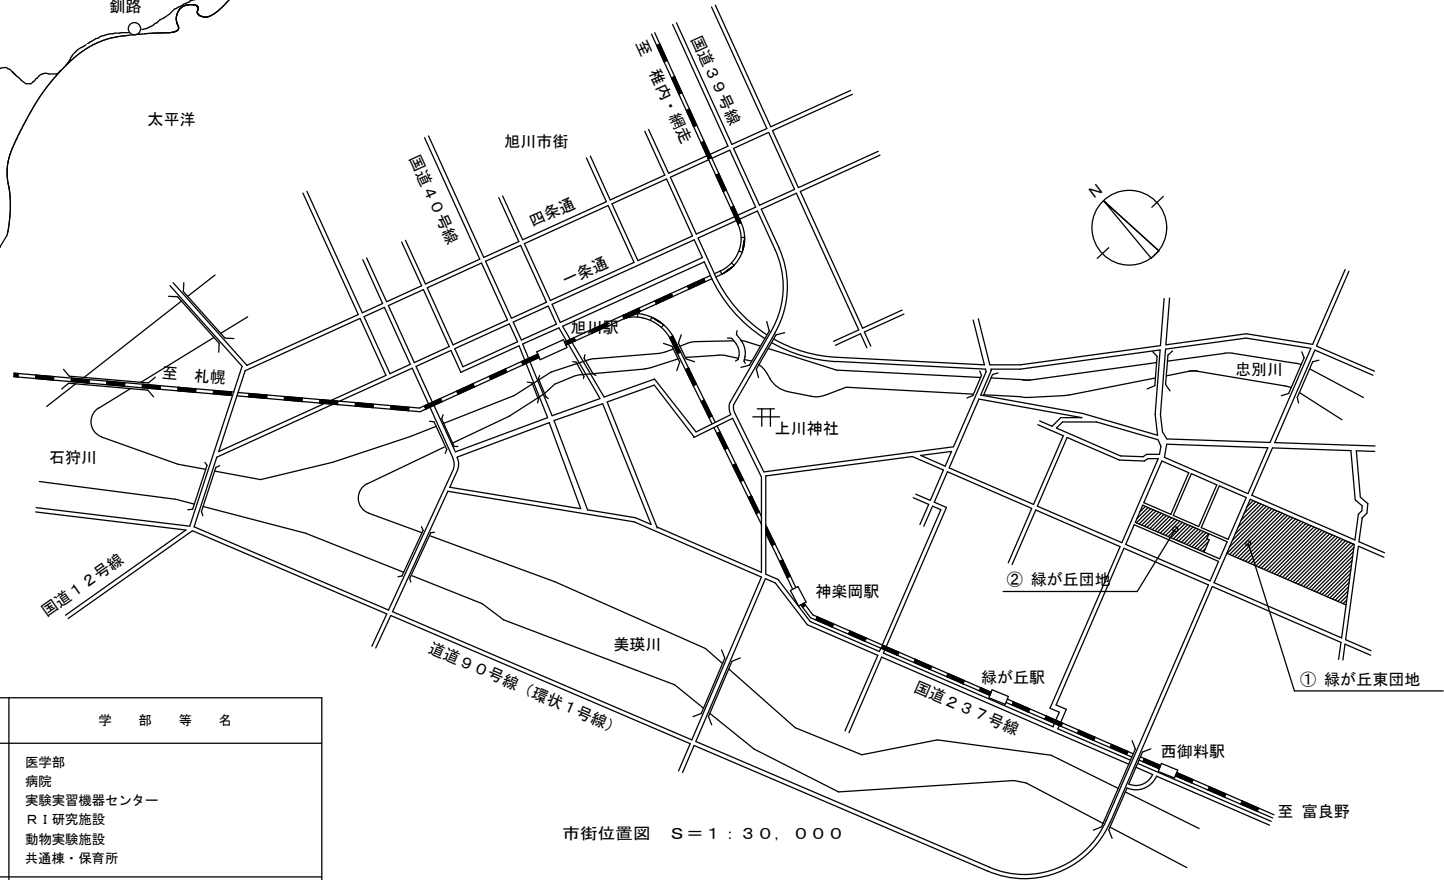 釧路
太平洋
至 稚内・網走
国道３９号線
旭川市街
国道４０号線
四条通
一条通
N
旭川駅
至 札幌
忠別川
上川神社
石狩川
② 緑が丘団地
国道１２号線
神楽岡駅
美瑛川
道道９０号線（環状１号線）
緑が丘駅
① 緑が丘東団地
国道２３７号線
西御料駅
至 富良野
学 部 等 名
医学部
病院
実験実習機器センター
ＲＩ研究施設
動物実験施設
共通棟・保育所
市街位置図 Ｓ＝１：３０，０００